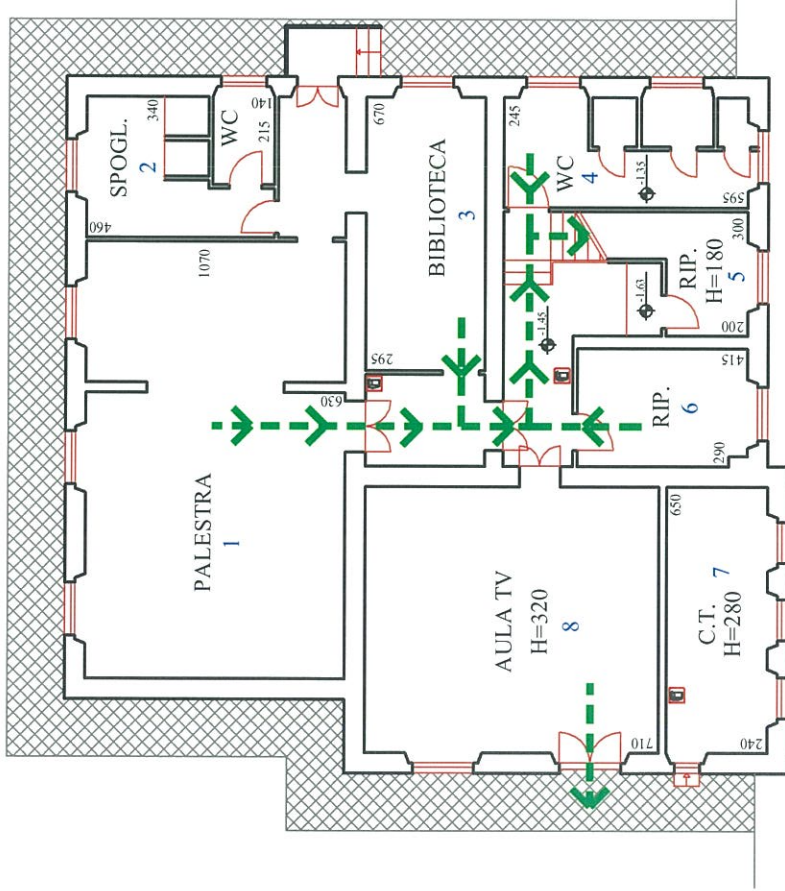 SPOGL.
2
340
460
WC
215
140
1070
PALESTRA
1
630
670
BIBLIOTECA
3
295
245
WC
4
-1.35
595
-1.45
-1.63
300
RIP.
H=180
5
200
415
RIP.
6
290
AULA TV
H=320
8
710
650
C.T.
H=280
7
240